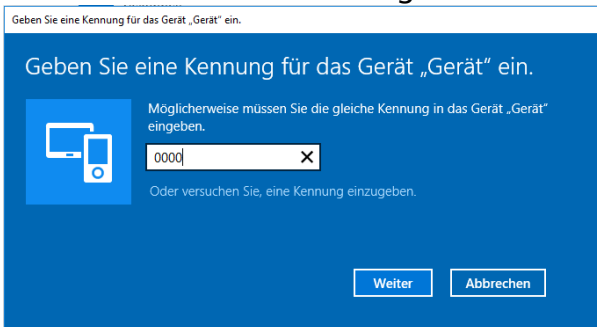 Geben Sie eine Kennung für das Gerät „Gerät“ ein.
Geben Sie eine Kennung für das Gerät „Gerät“ ein.
Möglicherweise müssen Sie die gleiche Kennung in das Gerät „Gerät“
eingeben.
0000
Oder versuchen Sie, eine Kennung einzugeben.
Weiter Abbrechen